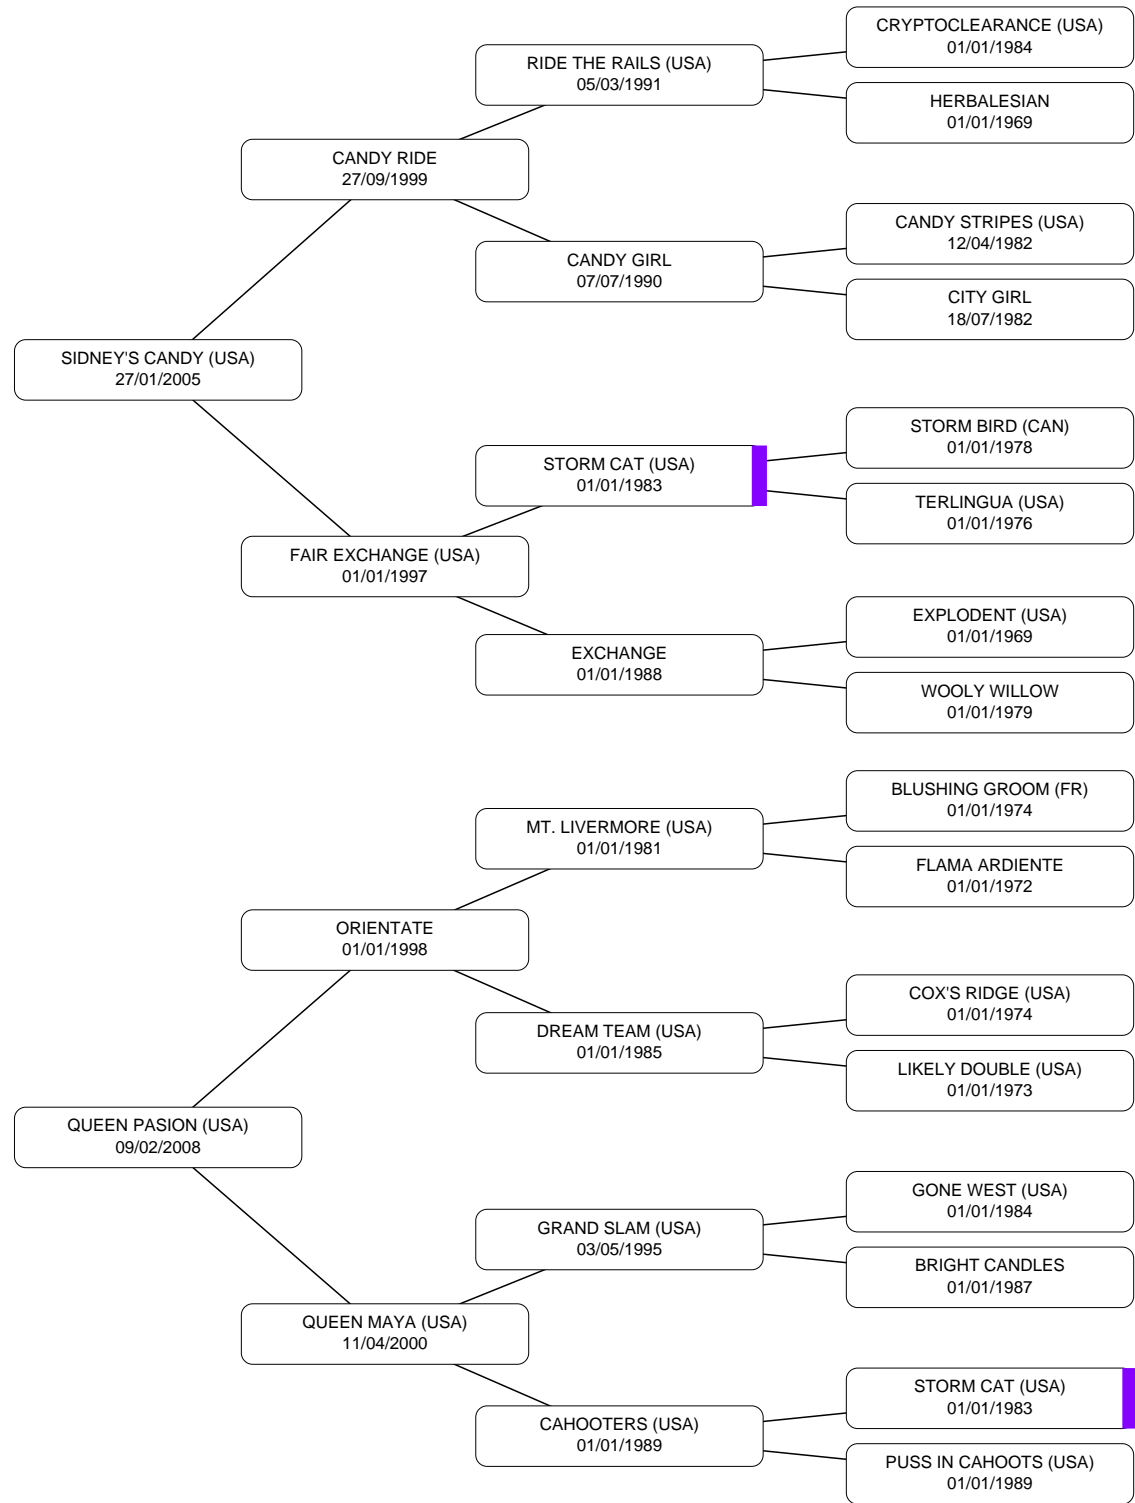 CRYPTOCLEARANCE (USA)
01/01/1984
RIDE THE RAILS (USA)
05/03/1991
HERBALESIAN
01/01/1969
CANDY RIDE
27/09/1999
CANDY STRIPES (USA)
12/04/1982
CANDY GIRL
07/07/1990
CITY GIRL
18/07/1982
SIDNEY'S CANDY (USA)
27/01/2005
STORM BIRD (CAN)
01/01/1978
STORM CAT (USA)
01/01/1983
TERLINGUA (USA)
01/01/1976
FAIR EXCHANGE (USA)
01/01/1997
EXPLODENT (USA)
01/01/1969
EXCHANGE
01/01/1988
WOOLY WILLOW
01/01/1979
BLUSHING GROOM (FR)
01/01/1974
MT. LIVERMORE (USA)
01/01/1981
FLAMA ARDIENTE
01/01/1972
ORIENTATE
01/01/1998
COX'S RIDGE (USA)
01/01/1974
DREAM TEAM (USA)
01/01/1985
LIKELY DOUBLE (USA)
01/01/1973
QUEEN PASION (USA)
09/02/2008
GONE WEST (USA)
01/01/1984
GRAND SLAM (USA)
03/05/1995
BRIGHT CANDLES
01/01/1987
QUEEN MAYA (USA)
11/04/2000
STORM CAT (USA)
01/01/1983
CAHOOTERS (USA)
01/01/1989
PUSS IN CAHOOTS (USA)
01/01/1989